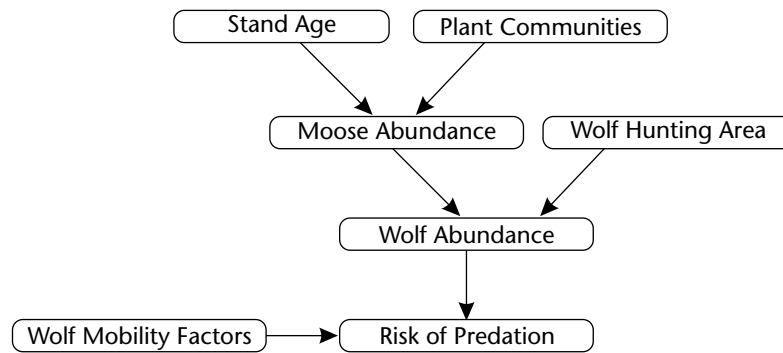 Stand Age
Plant Communities
Moose Abundance
Wolf Hunting Area
Wolf Abundance
Wolf Mobility Factors
Risk of Predation